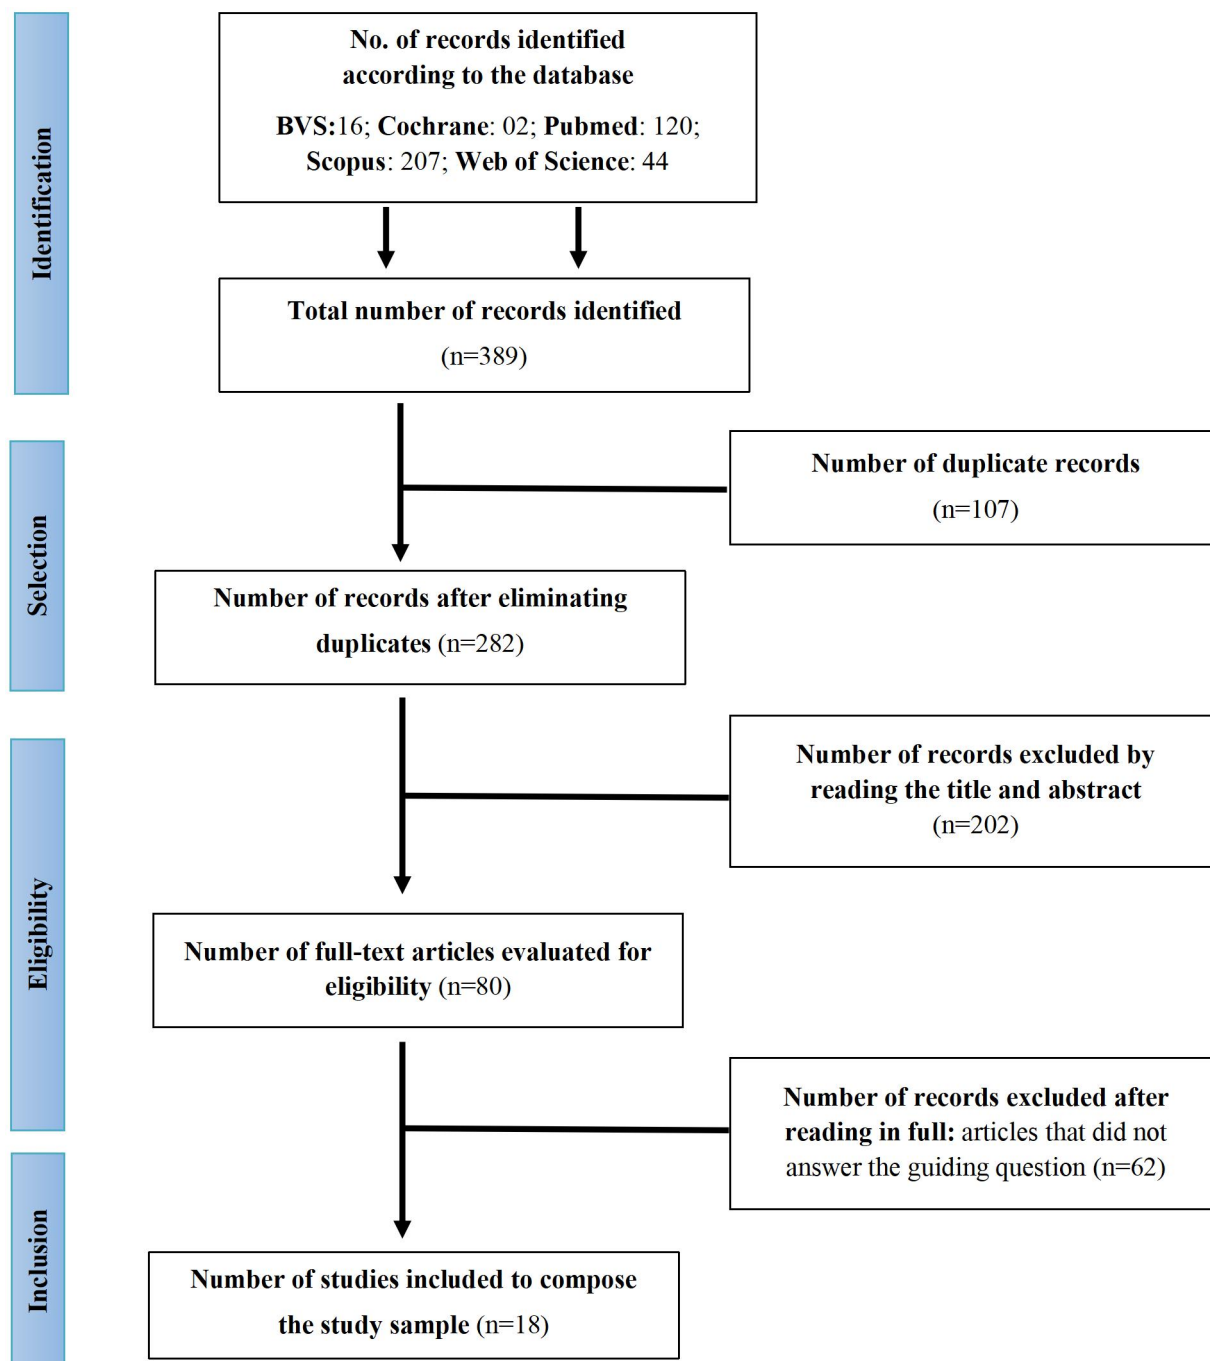 Identification
No. of records identified
according to the database
BVS:16; Cochrane: 02; Pubmed: 120;
Scopus: 207; Web of Science: 44
Total number of records identified
(n=389)
Selection
Number of duplicate records
(n=107)
Number of records after eliminating
duplicates (n=282)
Eligibility
Number of records excluded by
reading the title and abstract
(n=202)
Number of full-text articles evaluated for
eligibility (n=80)
Number of records excluded after
reading in full: articles that did not
answer the guiding question (n=62)
Inclusion
Number of studies included to compose
the study sample (n=18)